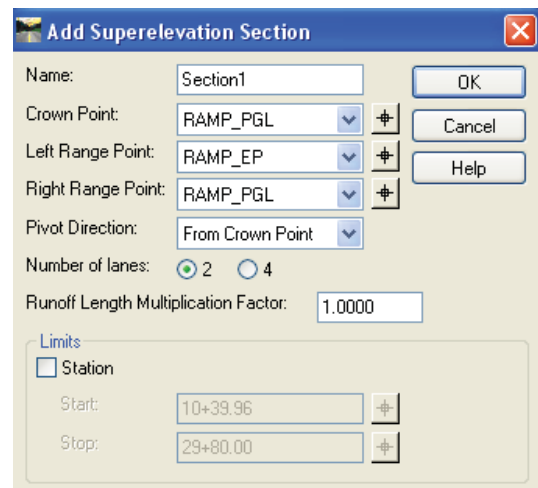 Add Superelevation Section
Name: Section1 OK
Crown Point: RAMP_PGL Cancel
Left Range Point: RAMP_EP Help
Right Range Point: RAMP_PGL
Pivot Direction: From Crown Point
Number of lanes: 2 4
Runoff Length Multiplication Factor: 1.0000
Limits
Station
Start: 10+39.96
Stop: 29+80.00